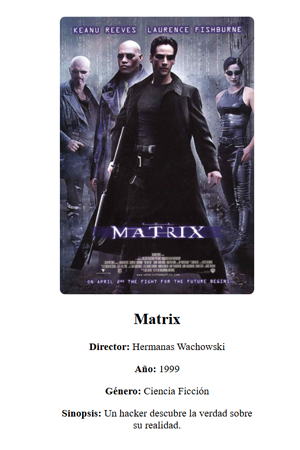 KEANU REEVES LAURENCE FISHBURNE
THE
MATRIX
ON APRIL 2ND THE FIGHT FOR THE FUTURE BEGINS.
Matrix
Director: Hermanas Wachowski
Año: 1999
Género: Ciencia Ficción
Sinopsis: Un hacker descubre la verdad sobre
su realidad.